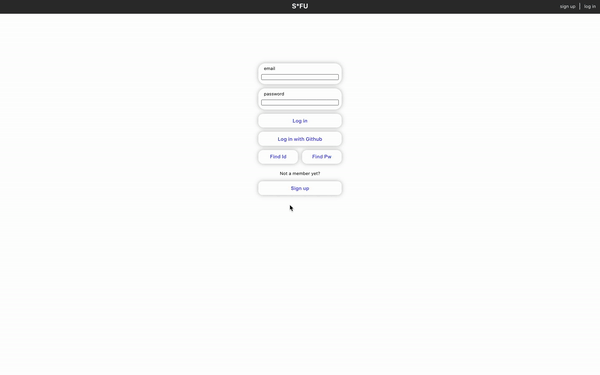 S*FU
sign up | log in
email
password
Log in
Log in with Github
Find Id
Find Pw
Not a member yet?
Sign up